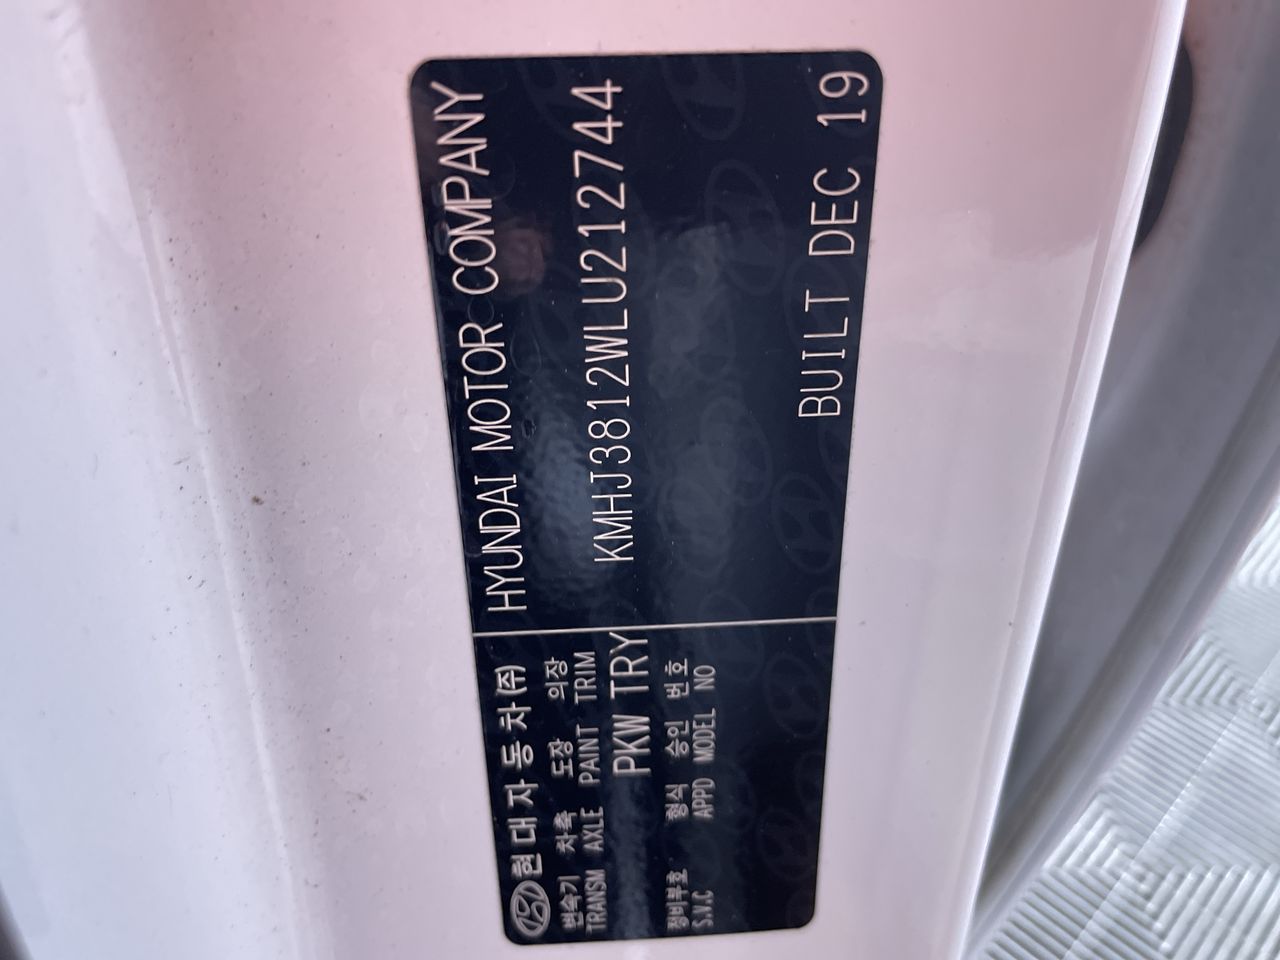 현대자동차(주)
변속기 차축 도장 의장
TRANSM AXLE PAINT TRIM
PKW TRY
정비부호 형식 승인 번호
S.V.C APPD MODEL NO
HYUNDAI MOTOR COMPANY
KMHJ3812WLU212744
BUILT DEC 19